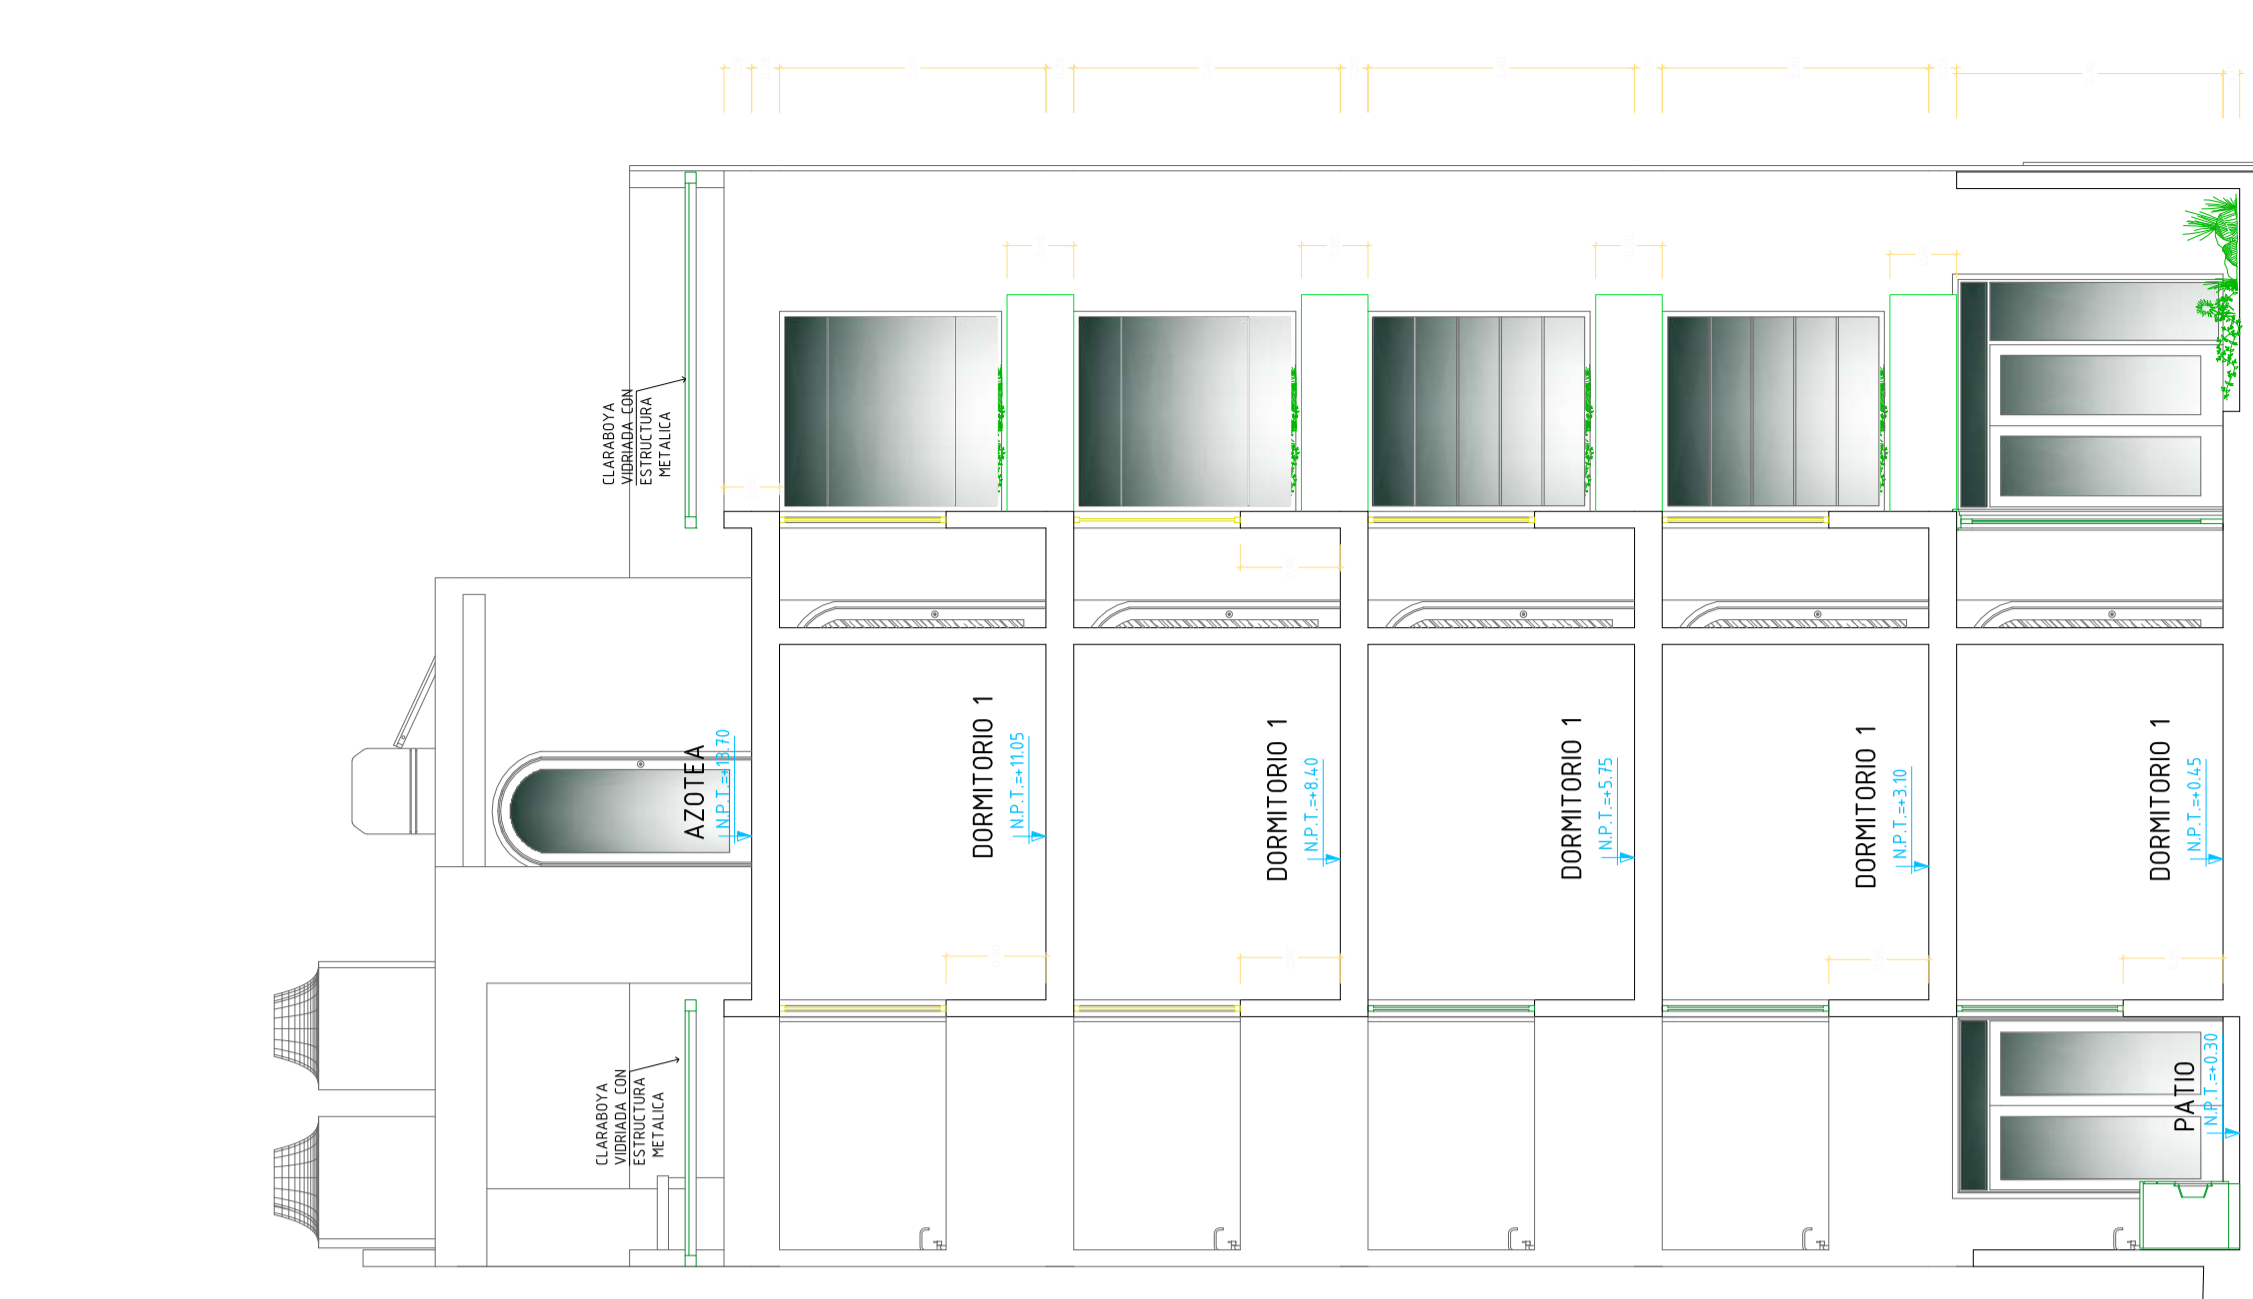 CLARABOYA
VIDRIADA CON
ESTRUCTURA
METALICA
AZOTEA
N.P.T.=+13.70
DORMITORIO 1
N.P.T.=+11.05
DORMITORIO 1
N.P.T.=+8.40
DORMITORIO 1
N.P.T.=+5.75
DORMITORIO 1
N.P.T.=+3.10
DORMITORIO 1
N.P.T.=+0.45
CLARABOYA
VIDRIADA CON
ESTRUCTURA
METALICA
PATIO
N.P.T.=+0.30